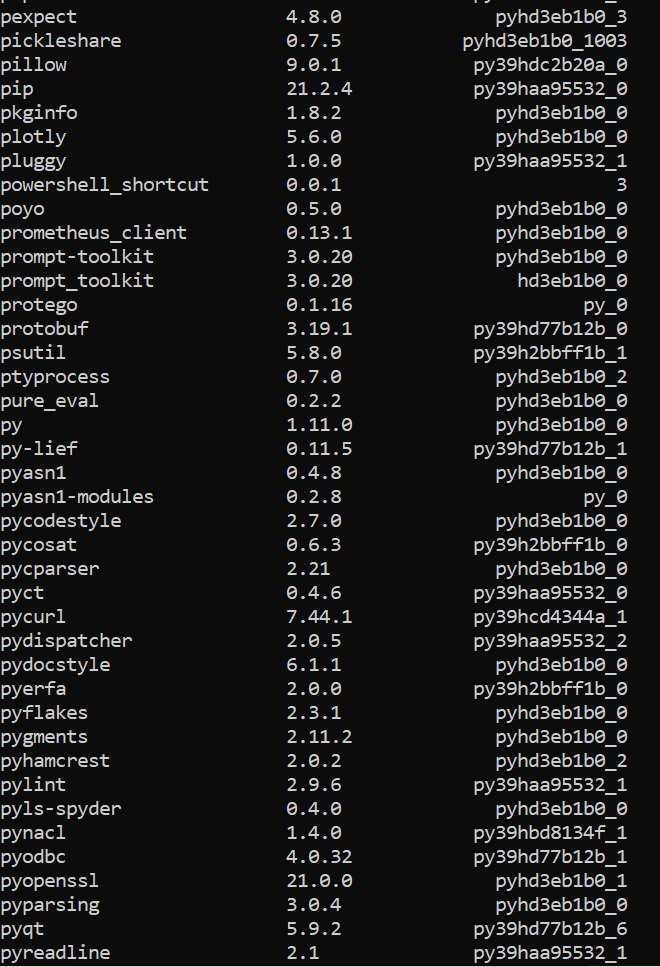 pexpect 4.8.0 pyhd3eb1b0_3
pickleshare 0.7.5 pyhd3eb1b0_1003
pillow 9.0.1 py39hdc2b20a_0
pip 21.2.4 py39haa95532_0
pkginfo 1.8.2 pyhd3eb1b0_0
plotly 5.6.0 pyhd3eb1b0_0
pluggy 1.0.0 py39haa95532_1
powershell_shortcut 0.0.1 3
poyo 0.5.0 pyhd3eb1b0_0
prometheus_client 0.13.1 pyhd3eb1b0_0
prompt-toolkit 3.0.20 pyhd3eb1b0_0
prompt_toolkit 3.0.20 hd3eb1b0_0
protego 0.1.16 py_0
protobuf 3.19.1 py39hd77b12b_0
psutil 5.8.0 py39h2bbff1b_1
ptyprocess 0.7.0 pyhd3eb1b0_2
pure_eval 0.2.2 pyhd3eb1b0_0
py 1.11.0 pyhd3eb1b0_0
py-lief 0.11.5 py39hd77b12b_1
pyasn1 0.4.8 pyhd3eb1b0_0
pyasn1-modules 0.2.8 py_0
pycodestyle 2.7.0 pyhd3eb1b0_0
pycosat 0.6.3 py39h2bbff1b_0
pycparser 2.21 pyhd3eb1b0_0
pyct 0.4.6 py39haa95532_0
pycurl 7.44.1 py39hcd4344a_1
pydispatcher 2.0.5 py39haa95532_2
pydocstyle 6.1.1 pyhd3eb1b0_0
pyerfa 2.0.0 py39h2bbff1b_0
pyflakes 2.3.1 pyhd3eb1b0_0
pygments 2.11.2 pyhd3eb1b0_0
pyhamcrest 2.0.2 pyhd3eb1b0_2
pylint 2.9.6 py39haa95532_1
pyls-spyder 0.4.0 pyhd3eb1b0_0
pynacl 1.4.0 py39hbd8134f_1
pyodbc 4.0.32 py39hd77b12b_1
pyopenssl 21.0.0 pyhd3eb1b0_1
pyparsing 3.0.4 pyhd3eb1b0_0
pyqt 5.9.2 py39hd77b12b_6
pyreadline 2.1 py39haa95532_1